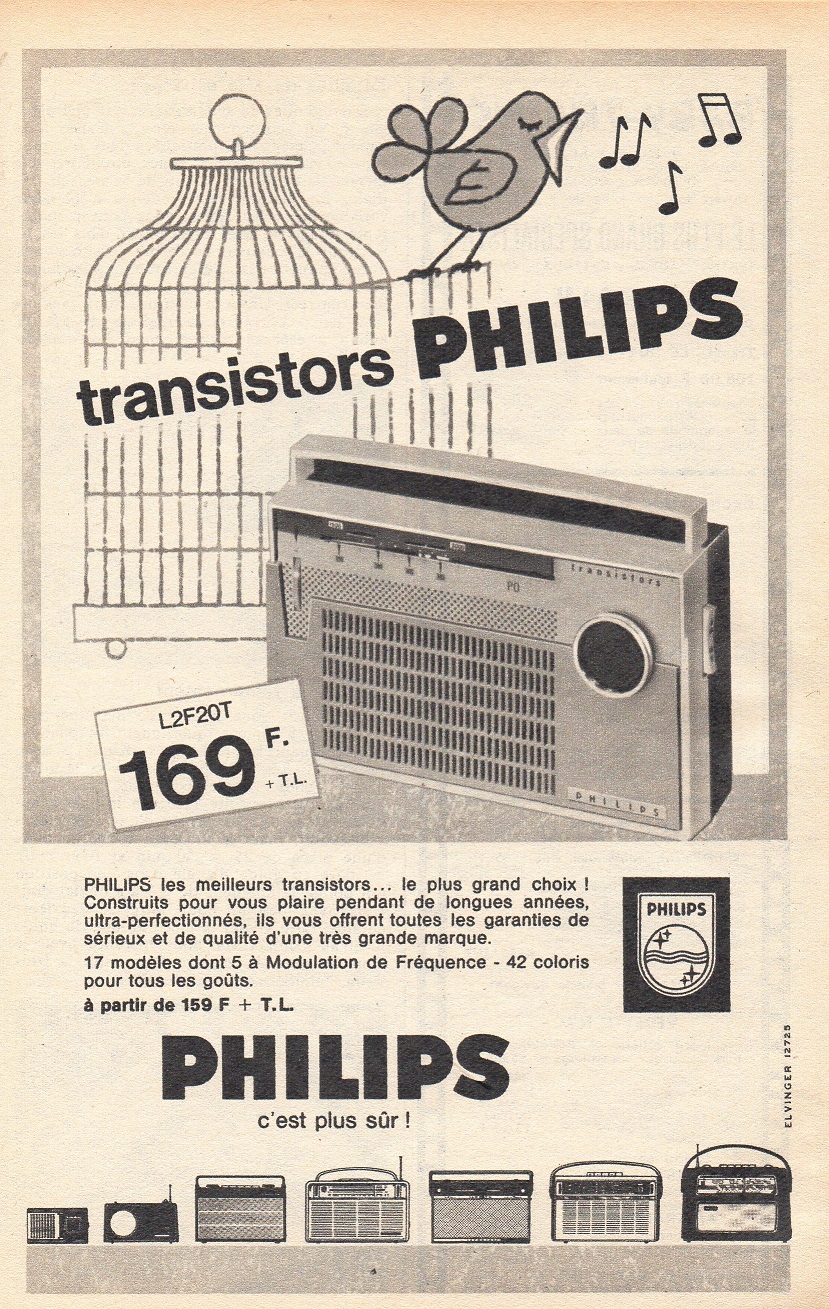 transistors PHILIPS
transistors
PO
PHILIPS
L2F20T
169 F.
+ T.L.
PHILIPS les meilleurs transistors... le plus grand choix !
Construits pour vous plaire pendant de longues années,
ultra-perfectionnés, ils vous offrent toutes les garanties de
sérieux et de qualité d'une très grande marque.
17 modèles dont 5 à Modulation de Fréquence - 42 coloris
pour tous les goûts.
à partir de 159 F + T.L.
PHILIPS
PHILIPS
c'est plus sûr !
ELVINGER 12725